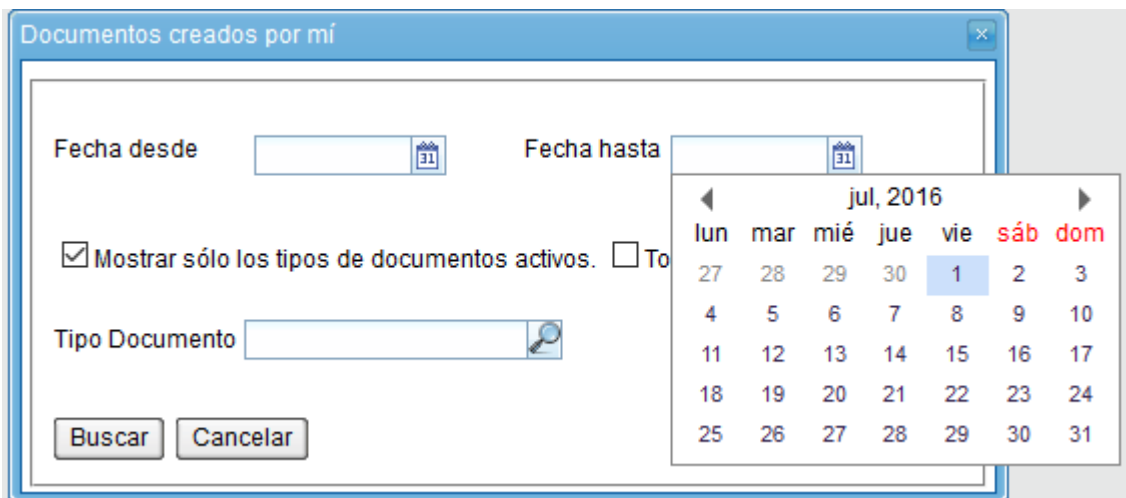 Documentos creados por mí
Fecha desde 31 Fecha hasta 31
jul, 2016
lun mar mié jue vie sáb dom
Mostrar sólo los tipos de documentos activos. To
27 28 29 30 1 2 3
4 5 6 7 8 9 10
Tipo Documento
11 12 13 14 15 16 17
18 19 20 21 22 23 24
Buscar Cancelar
25 26 27 28 29 30 31